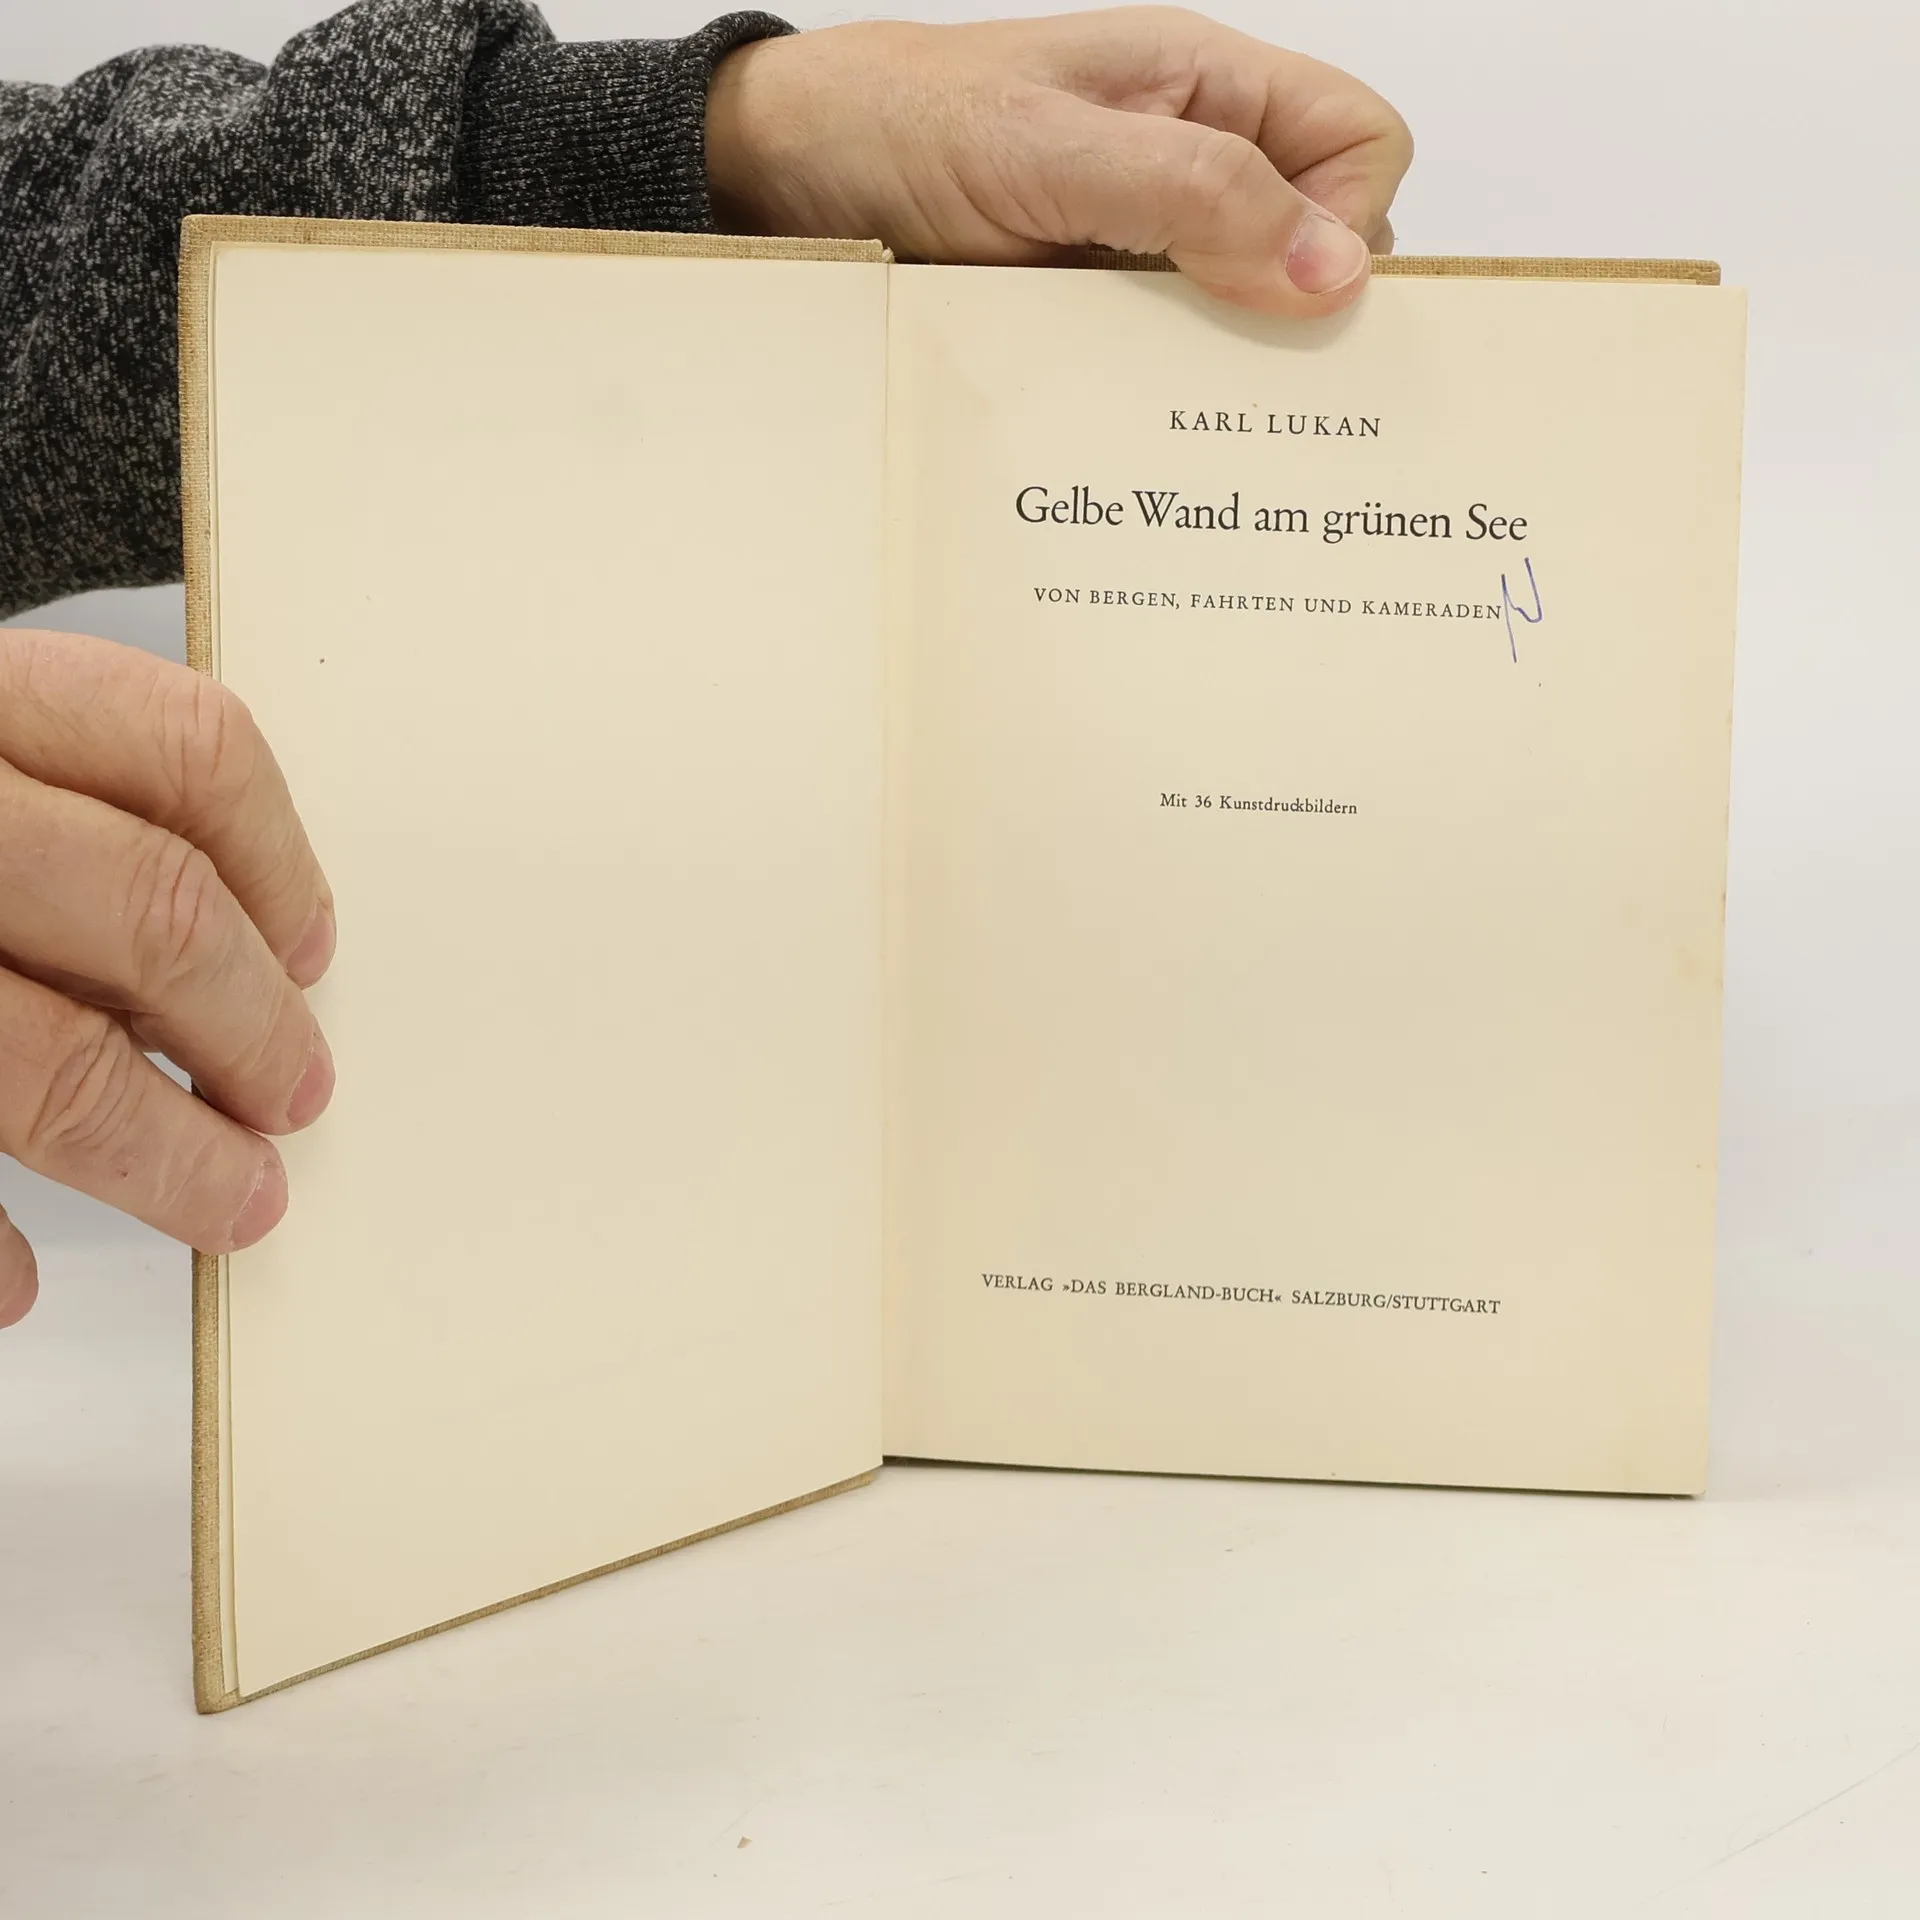 KARL LUKAN
Gelbe Wand am grünen See
VON BERGEN, FAHRTEN UND KAMERADEN
Mit 36 Kunstdruckbildern
VERLAG »DAS BERGLAND-BUCH« SALZBURG/STUTTGART